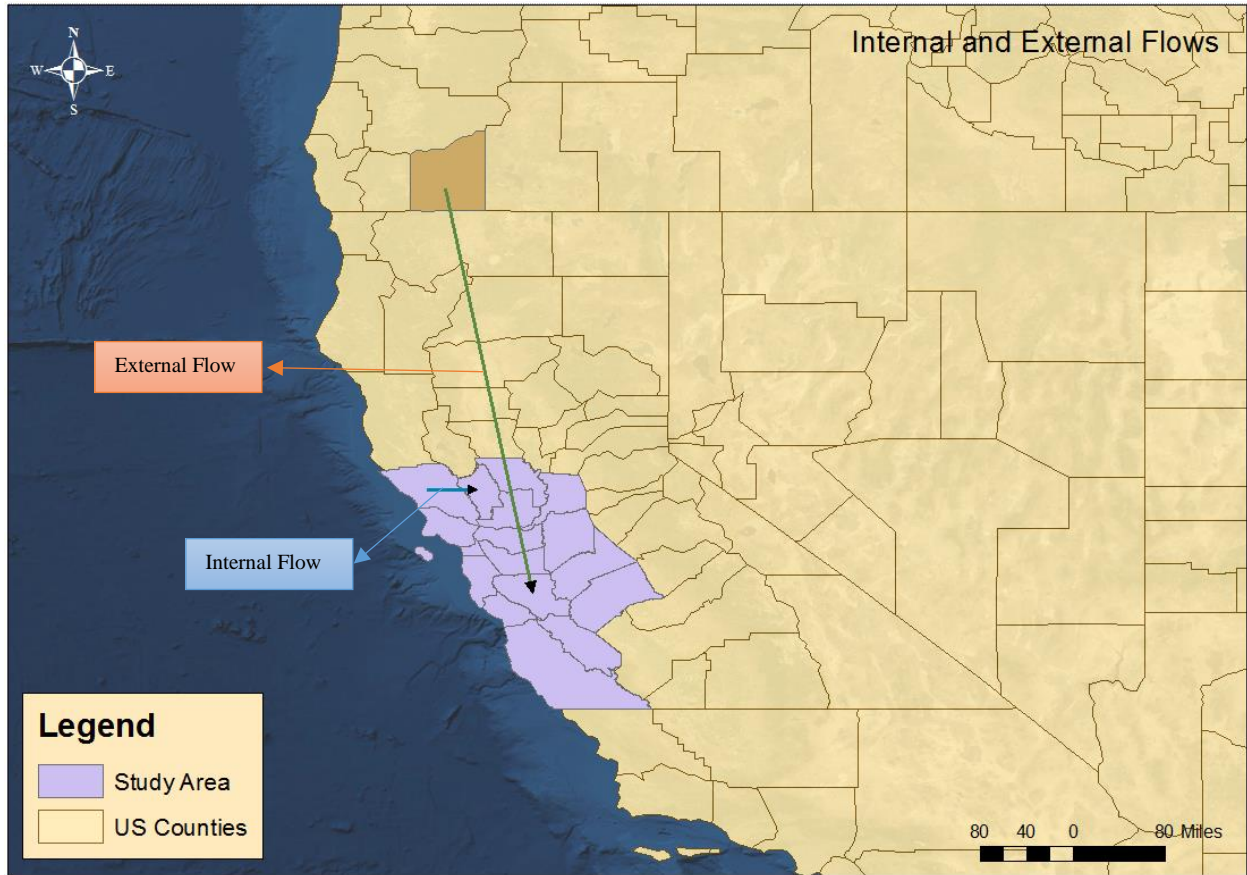 Internal and External Flows
N
W E
S
External Flow
Internal Flow
Legend
Study Area
US Counties
80 40 0 80 Miles